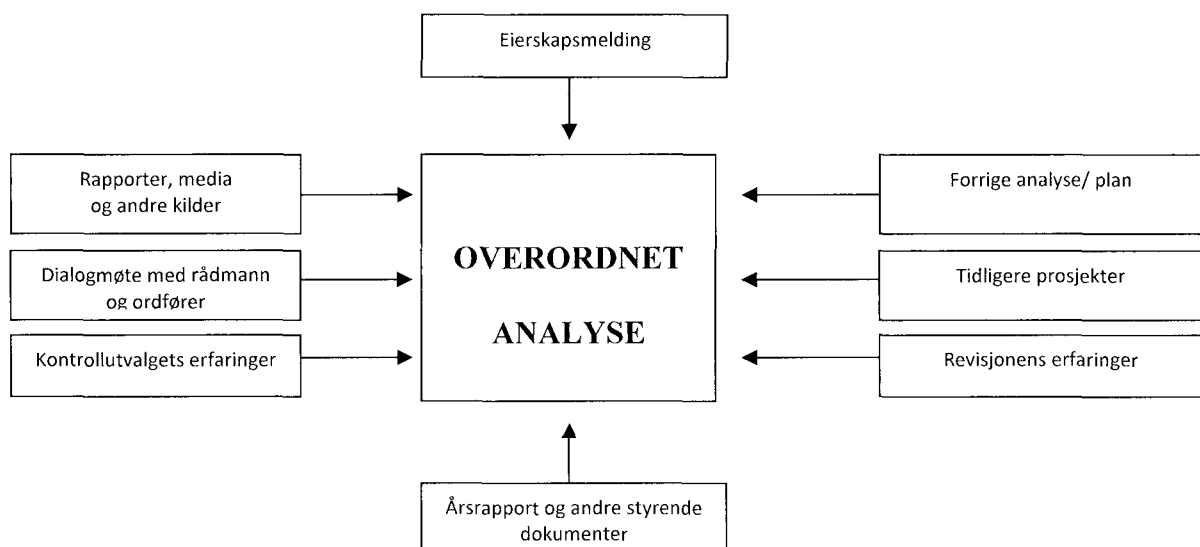 Eierskapsmelding
Rapporter, media
og andre kilder
Dialogmøte med rådmann
og ordfører
Kontrollutvalgets erfaringer
OVERORDNET
ANALYSE
Forrige analyse/ plan
Tidligere prosjekter
Revisjonens erfaringer
Årsrapport og andre styrende
dokumenter